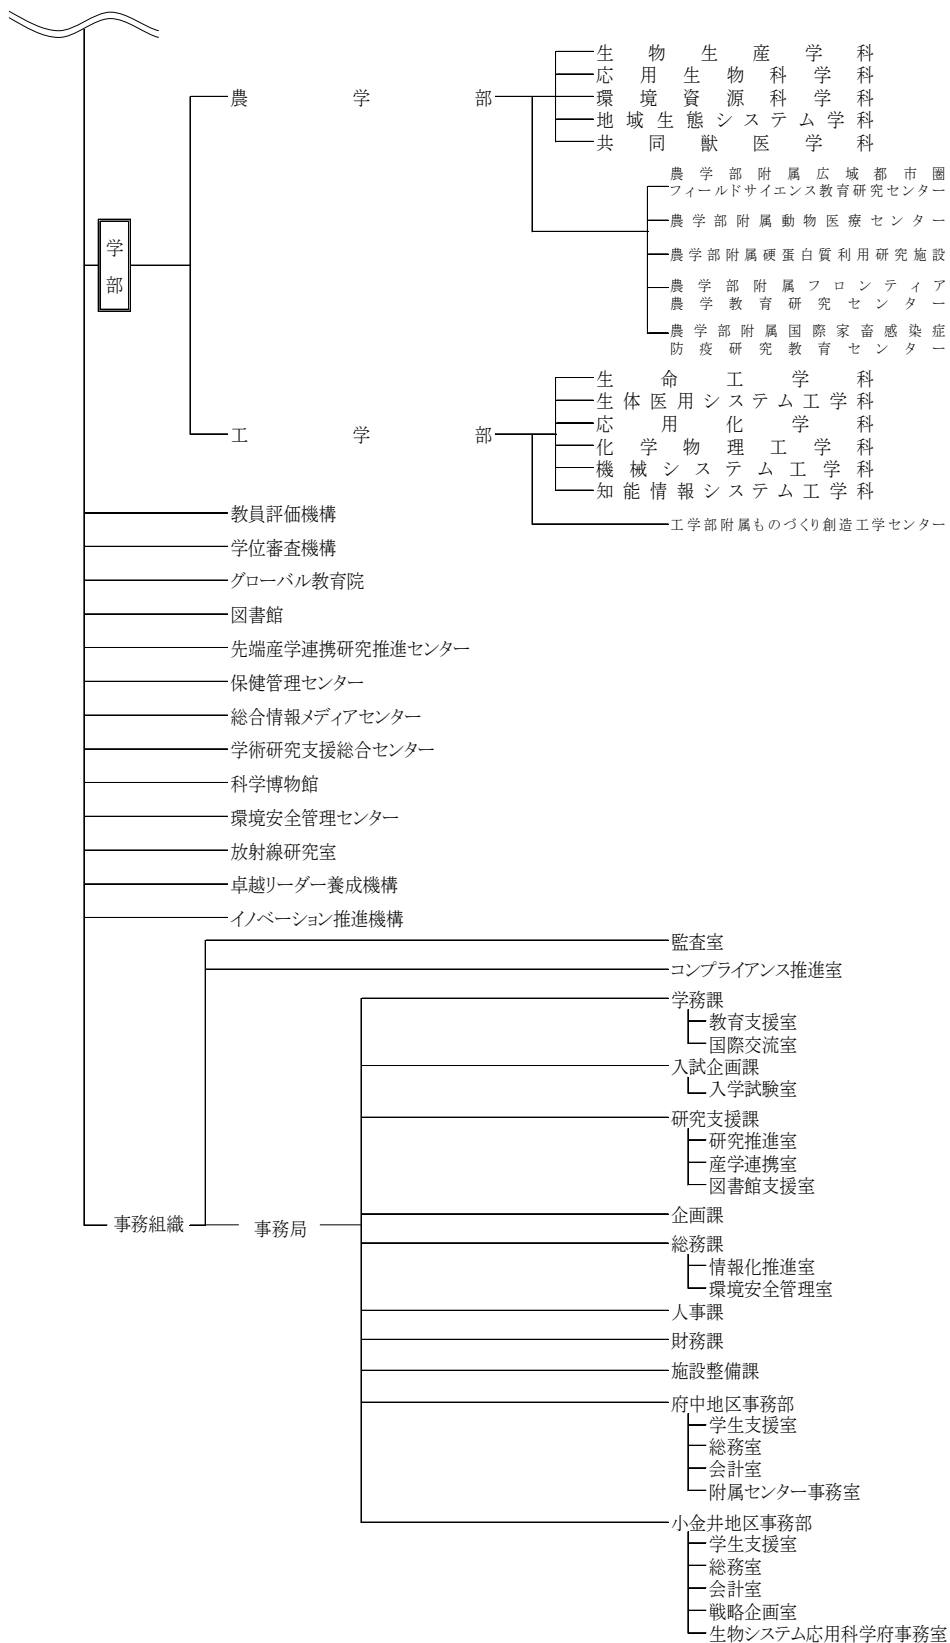 学部
農学部
生物生産学科
応用生物科学科
環境資源科学科
地域生態システム学科
共同獣医学科
農学部附属広域都市圏
フィールドサイエンス教育研究センター
農学部附属動物医療センター
農学部附属硬蛋白質利用研究施設
農学部附属フロンティア
農学教育研究センター
農学部附属国際家畜感染症
防疫研究教育センター
工学部
生命工学科
生体医用システム工学科
応用化学科
化学物理工学科
機械システム工学科
知能情報システム工学科
工学部附属ものづくり創造工学センター
教員評価機構
学位審査機構
グローバル教育院
図書館
先端産学連携研究推進センター
保健管理センター
総合情報メディアセンター
学術研究支援総合センター
科学博物館
環境安全管理センター
放射線研究室
卓越リーダー養成機構
イノベーション推進機構
事務組織
監査室
コンプライアンス推進室
事務局
学務課
教育支援室
国際交流室
入試企画課
入学試験室
研究支援課
研究推進室
産学連携室
図書館支援室
企画課
総務課
情報化推進室
環境安全管理室
人事課
財務課
施設整備課
府中地区事務部
学生支援室
総務室
会計室
附属センター事務室
小金井地区事務部
学生支援室
総務室
会計室
戦略企画室
生物システム応用科学府事務室